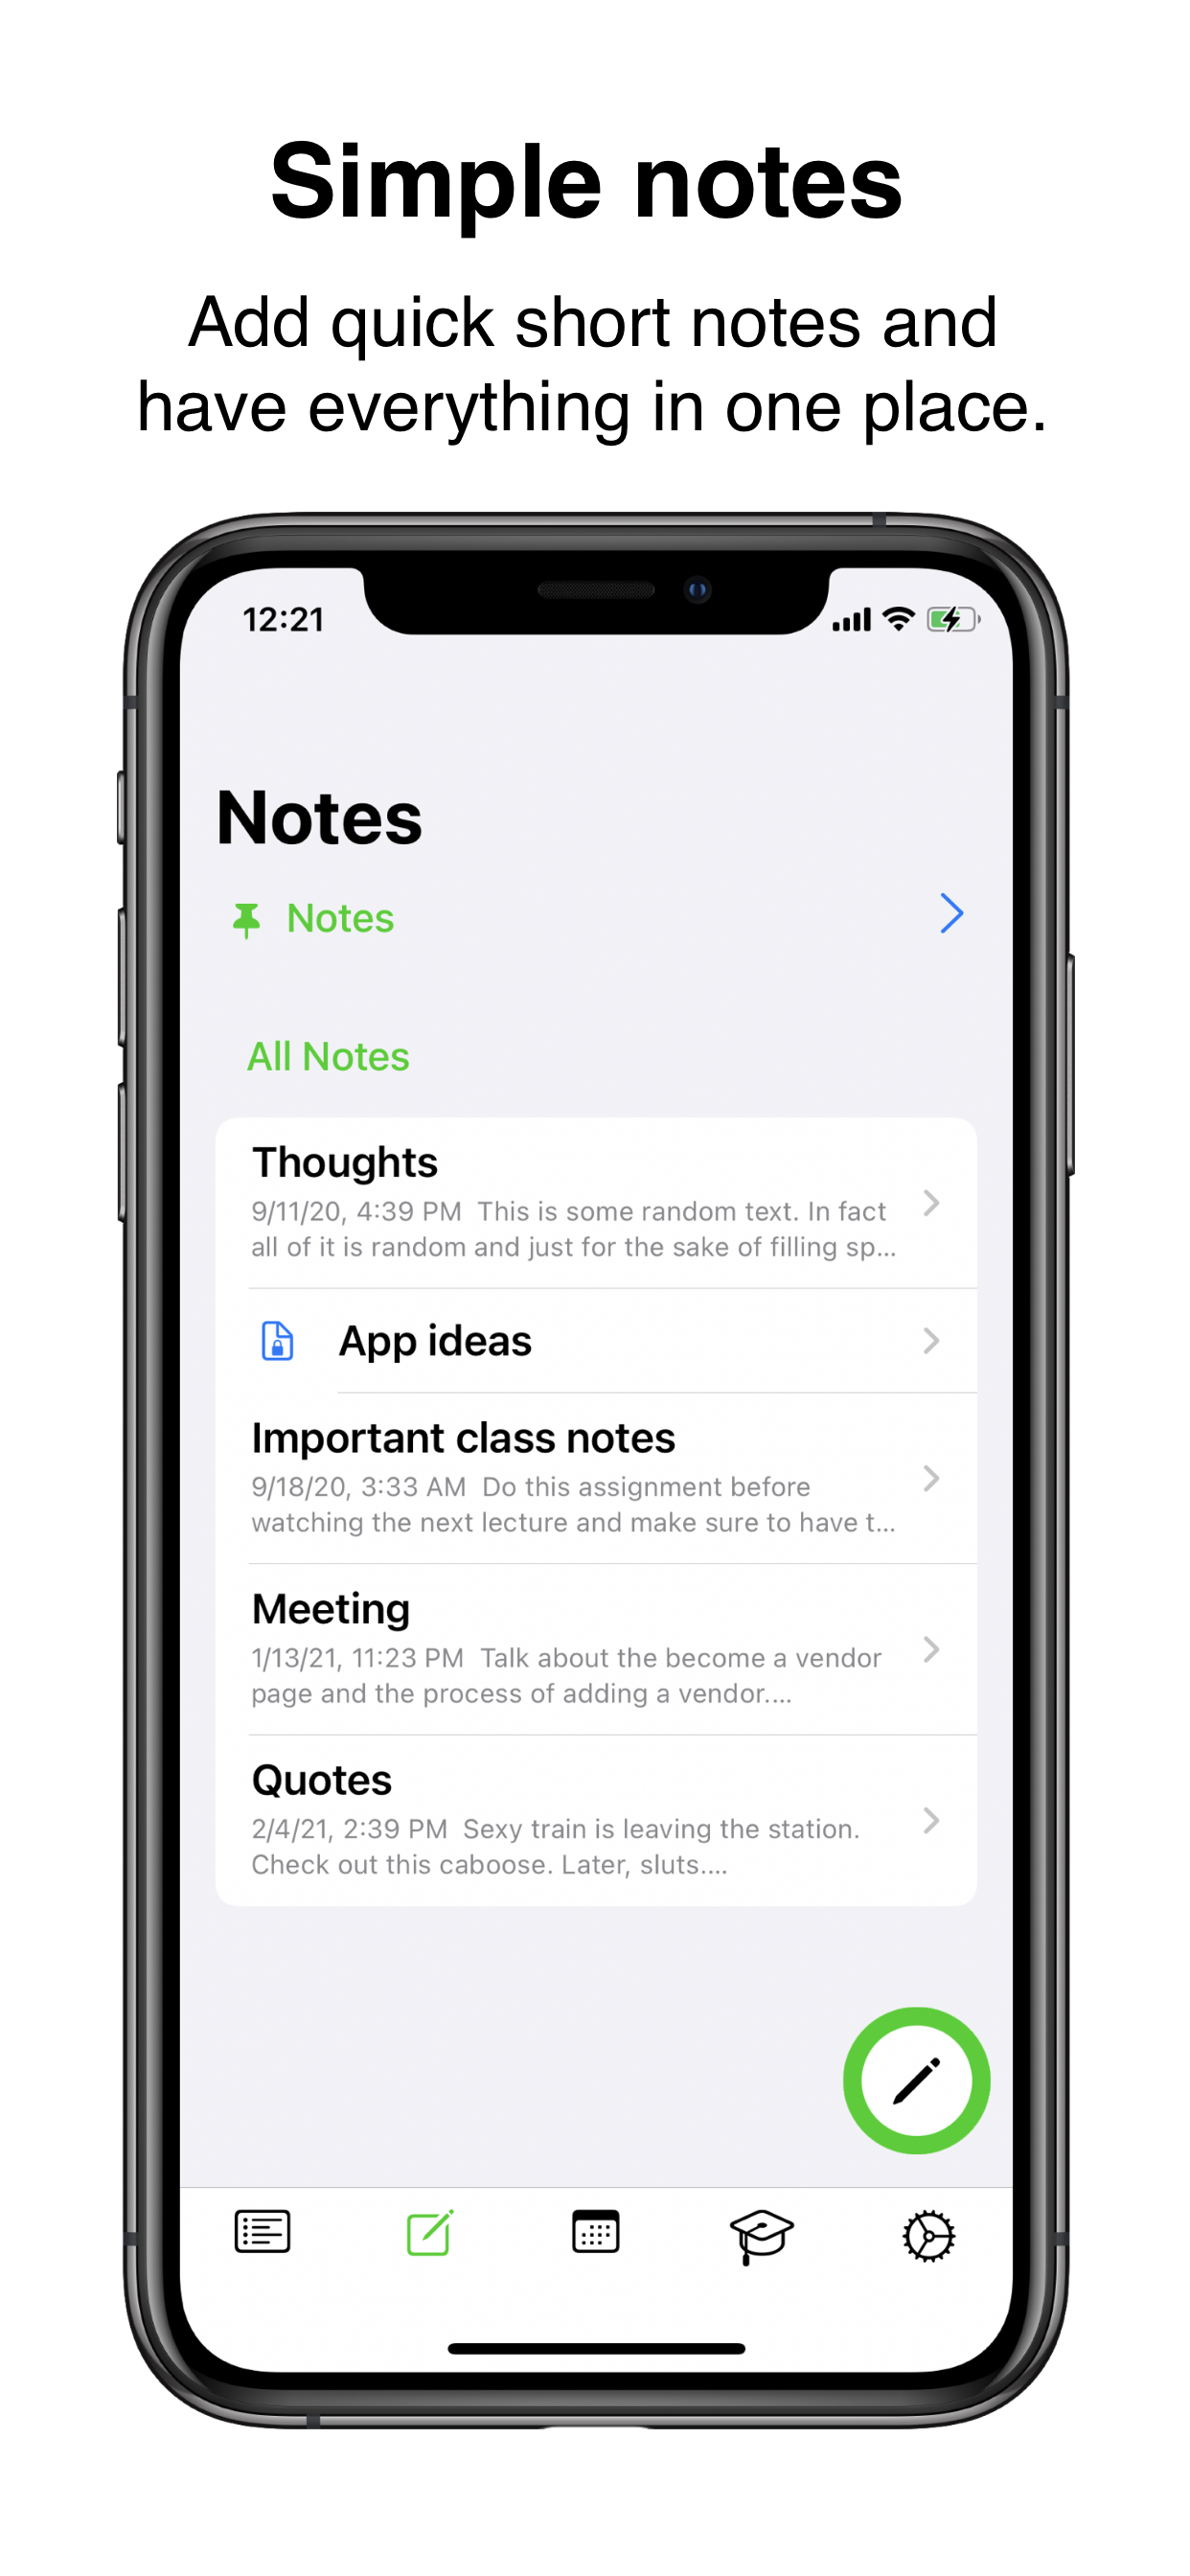 Simple notes
Add quick short notes and
have everything in one place.
12:21
Notes
Notes
All Notes
Thoughts
9/11/20, 4:39 PM This is some random text. In fact
all of it is random and just for the sake of filling sp...
App ideas
Important class notes
9/18/20, 3:33 AM Do this assignment before
watching the next lecture and make sure to have t...
Meeting
1/13/21, 11:23 PM Talk about the become a vendor
page and the process of adding a vendor....
Quotes
2/4/21, 2:39 PM Sexy train is leaving the station.
Check out this caboose. Later, sluts....